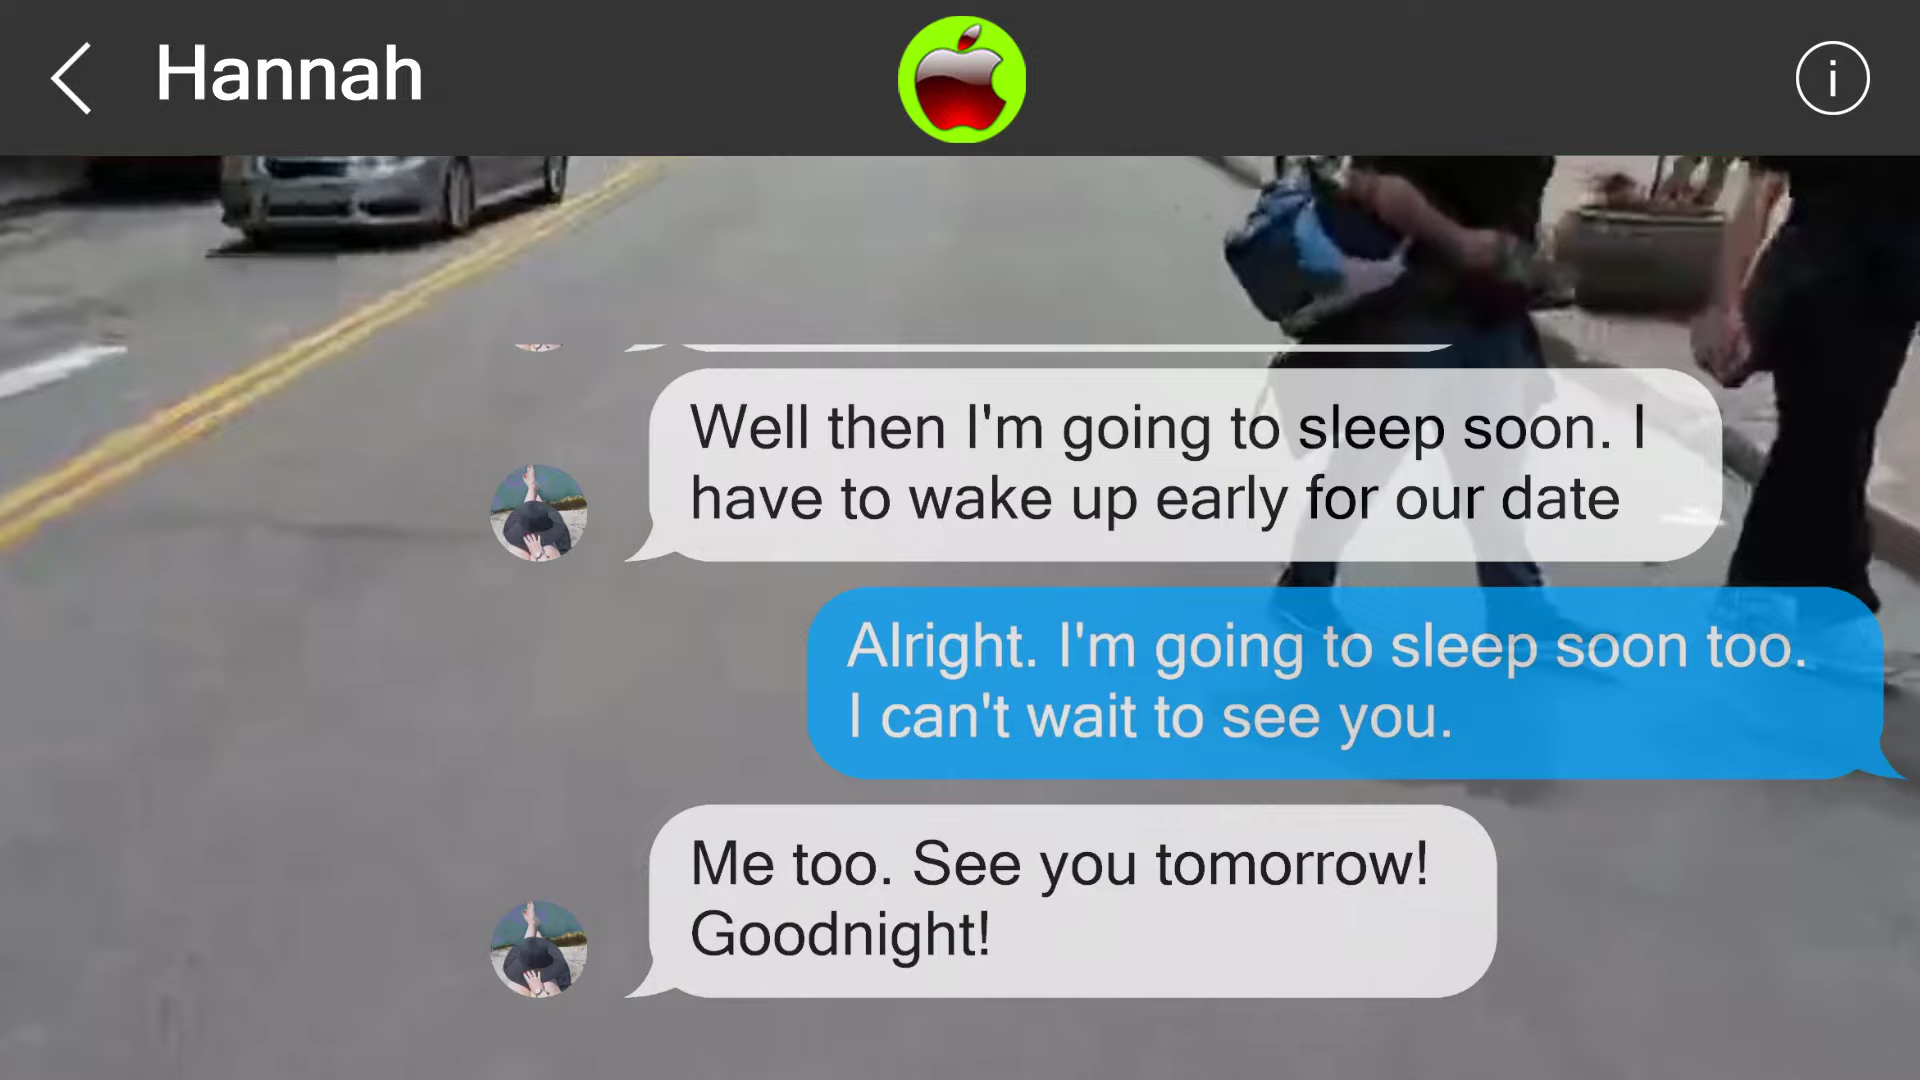 Hannah
Well then I'm going to sleep soon. I
have to wake up early for our date
Alright. I'm going to sleep soon too.
I can't wait to see you.
Me too. See you tomorrow!
Goodnight!